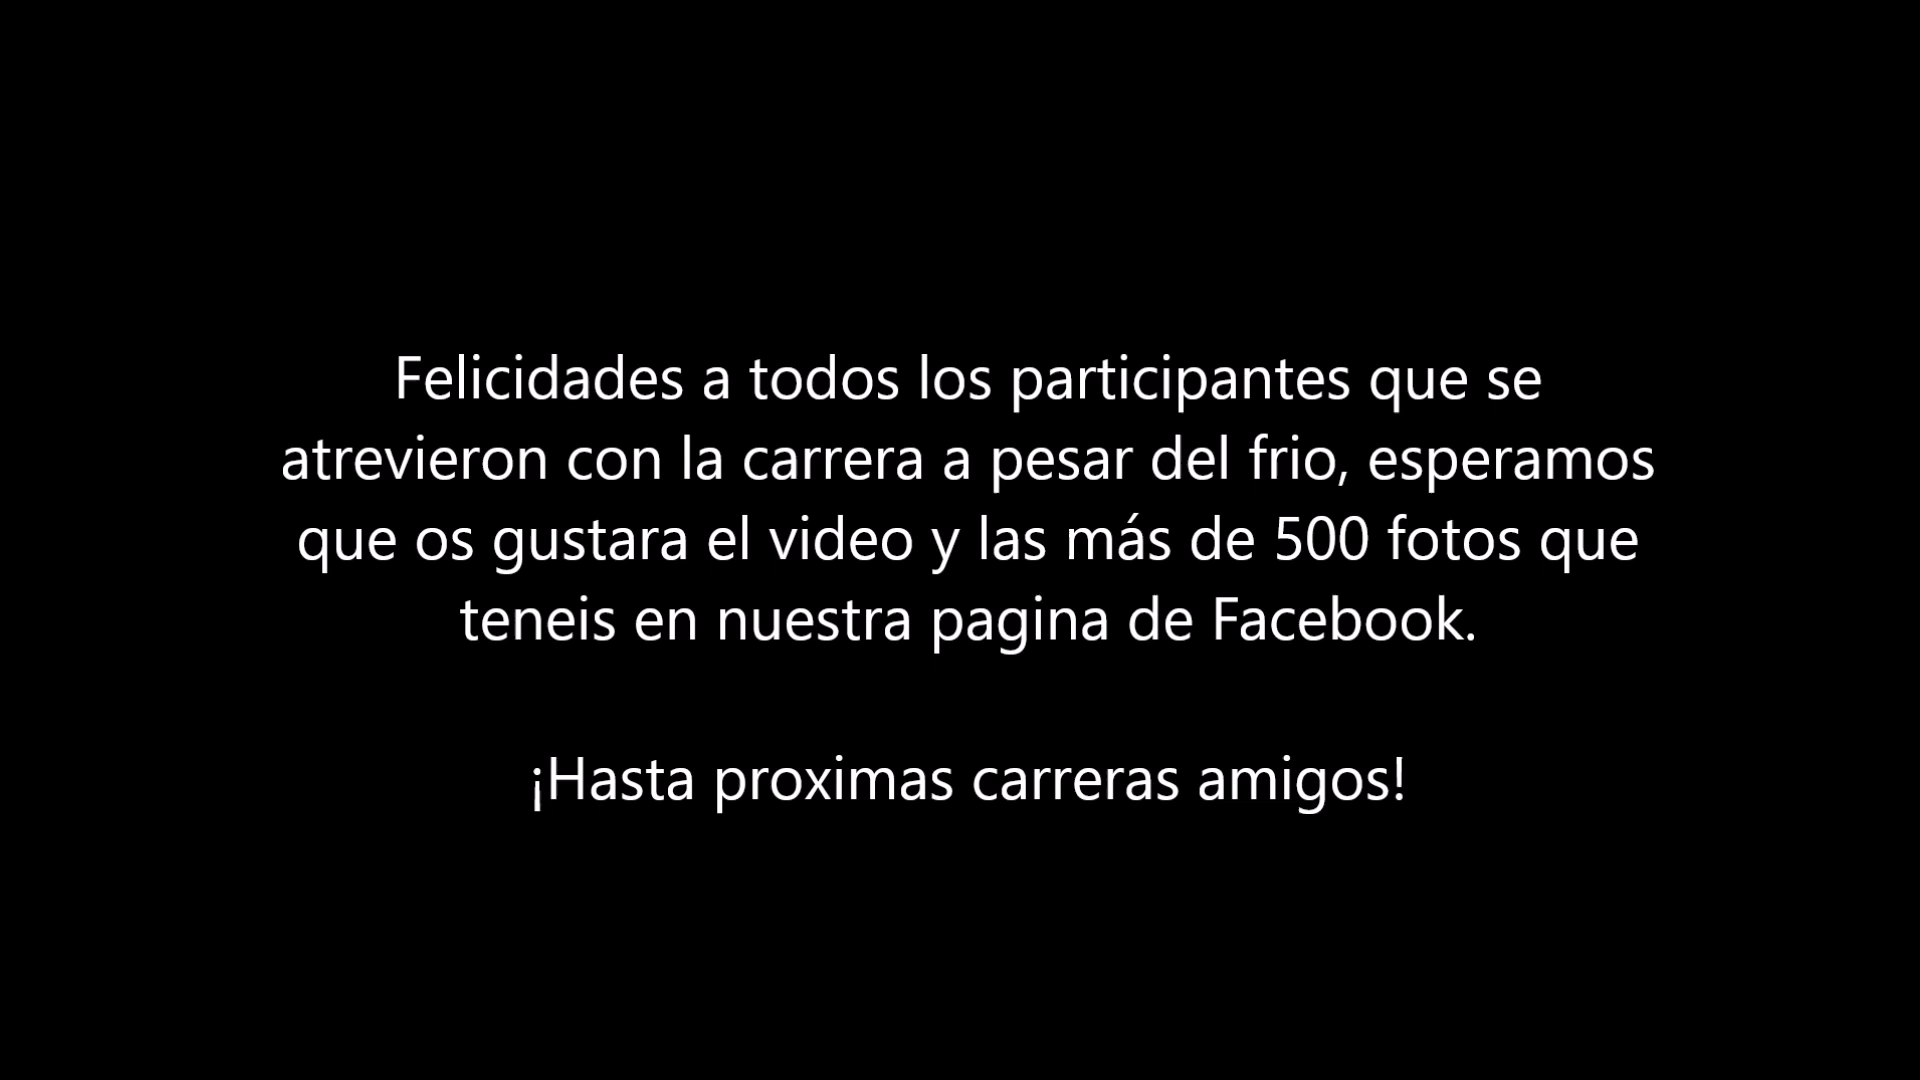 Felicidades a todos los participantes que se
atrevieron con la carrera a pesar del frio, esperamos
que os gustara el video y las más de 500 fotos que
teneis en nuestra pagina de Facebook.
¡Hasta proximas carreras amigos!